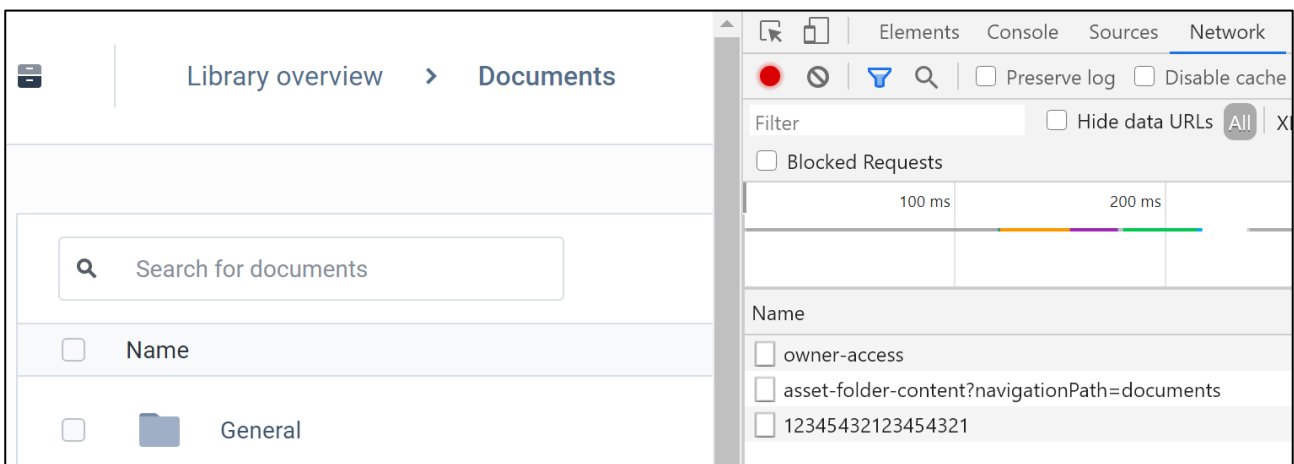 Library overview > Documents
Search for documents
Name
General
Elements Console Sources Network
Preserve log Disable cache
Filter Hide data URLs All
Blocked Requests
100 ms 200 ms
Name
owner-access
asset-folder-content?navigationPath=documents
12345432123454321